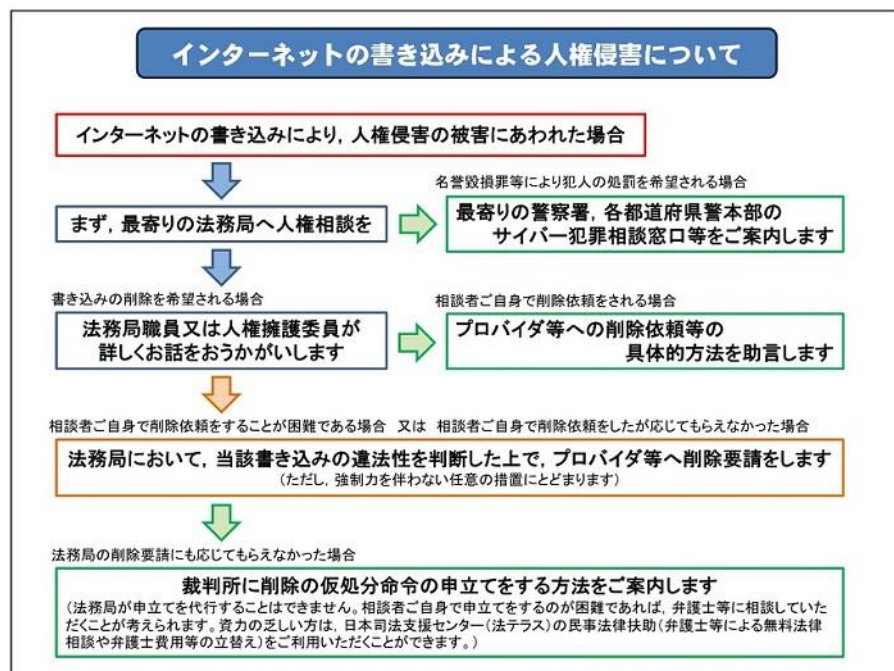 インターネットの書き込みによる人権侵害について
インターネットの書き込みにより，人権侵害の被害にあわれた場合
名誉毀損罪等により犯人の処罰を希望される場合
まず，最寄りの法務局へ人権相談を
最寄りの警察署，各都道府県警本部の
サイバー犯罪相談窓口等をご案内します
書き込みの削除を希望される場合
相談者ご自身で削除依頼をされる場合
法務局職員又は人権擁護委員が
詳しくお話をおうかがいします
プロバイダ等への削除依頼等の
具体的方法を助言します
相談者ご自身で削除依頼をすることが困難である場合 又は 相談者ご自身で削除依頼をしたが応じてもらえなかった場合
法務局において，当該書き込みの違法性を判断した上で，プロバイダ等へ削除要請をします
（ただし，強制力を伴わない任意の措置にとどまります）
法務局の削除要請にも応じてもらえなかった場合
裁判所に削除の仮処分命令の申立てをする方法をご案内します
（法務局が申立てを代行することはできません。相談者ご自身で申立てをするのが困難であれば，弁護士等に相談していた
だくことが考えられます。資力の乏しい方は，日本司法支援センター（法テラス）の民事法律扶助（弁護士等による無料法律
相談や弁護士費用等の立替え）をご利用いただくことができます。）